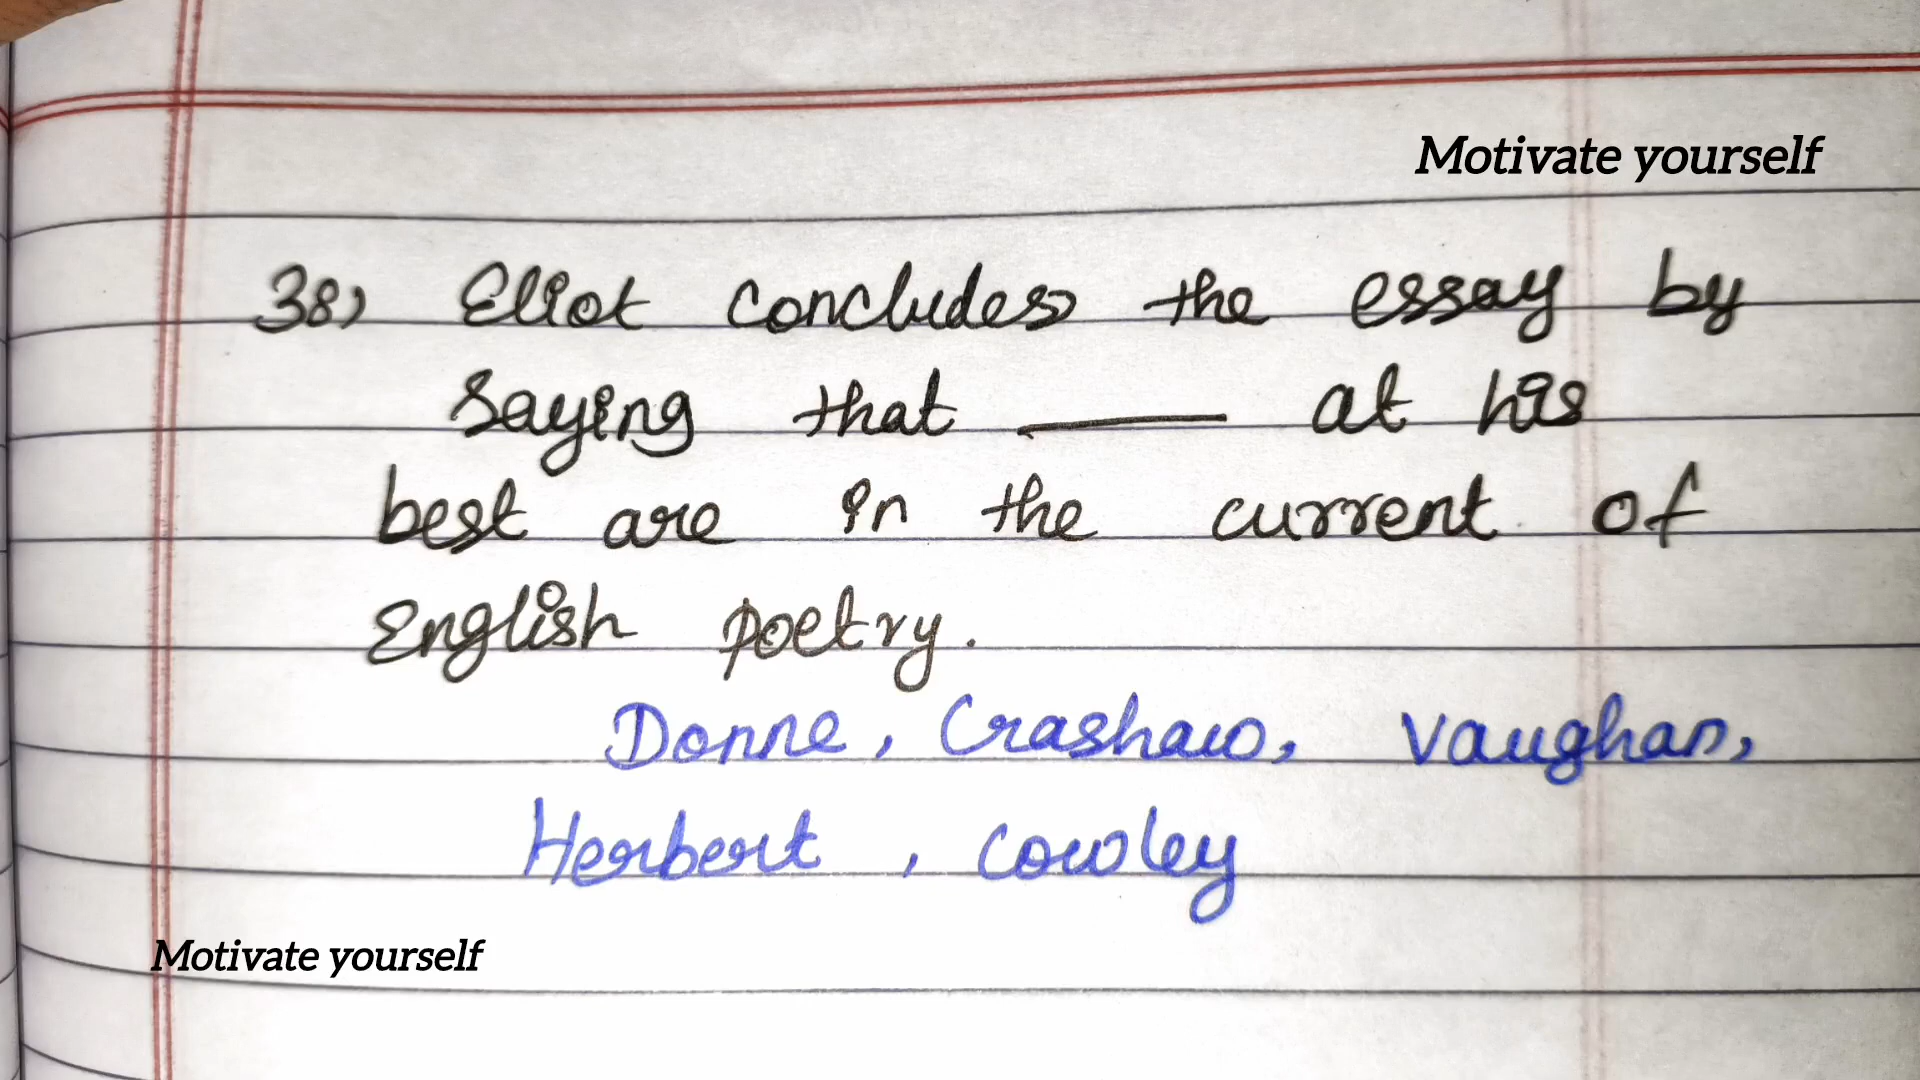 Motivate yourself
38) Eliot concludes the essay by
saying that ——— at his
best are in the current of
English poetry.
Donne, Crashaw, Vaughan,
Herbert, Cowley
Motivate yourself